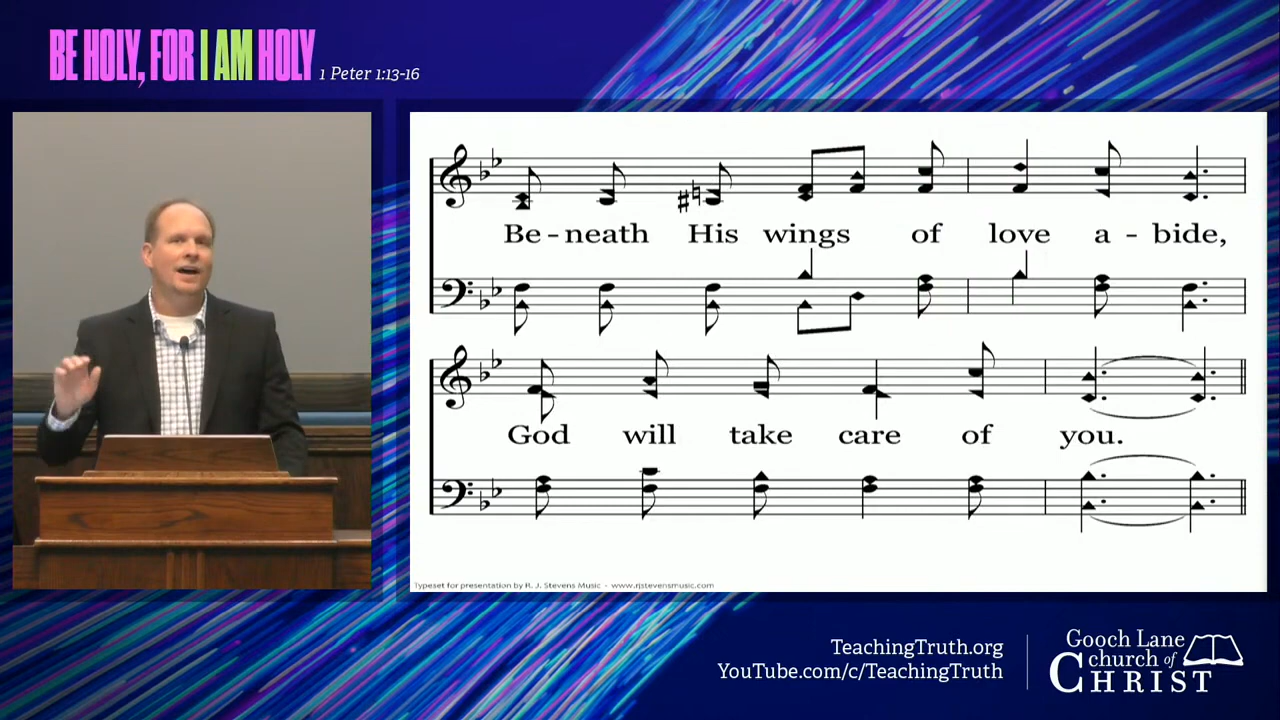 BE HOLY, FOR I AM HOLY 1 Peter 1:13-16
Be - neath His wings of love a - bide,
God will take care of you.
Typeset for presentation by R. J. Stevens Music - www.rjstevensmusic.com
TeachingTruth.org
YouTube.com/c/TeachingTruth
Gooch Lane
church of
CHRIST